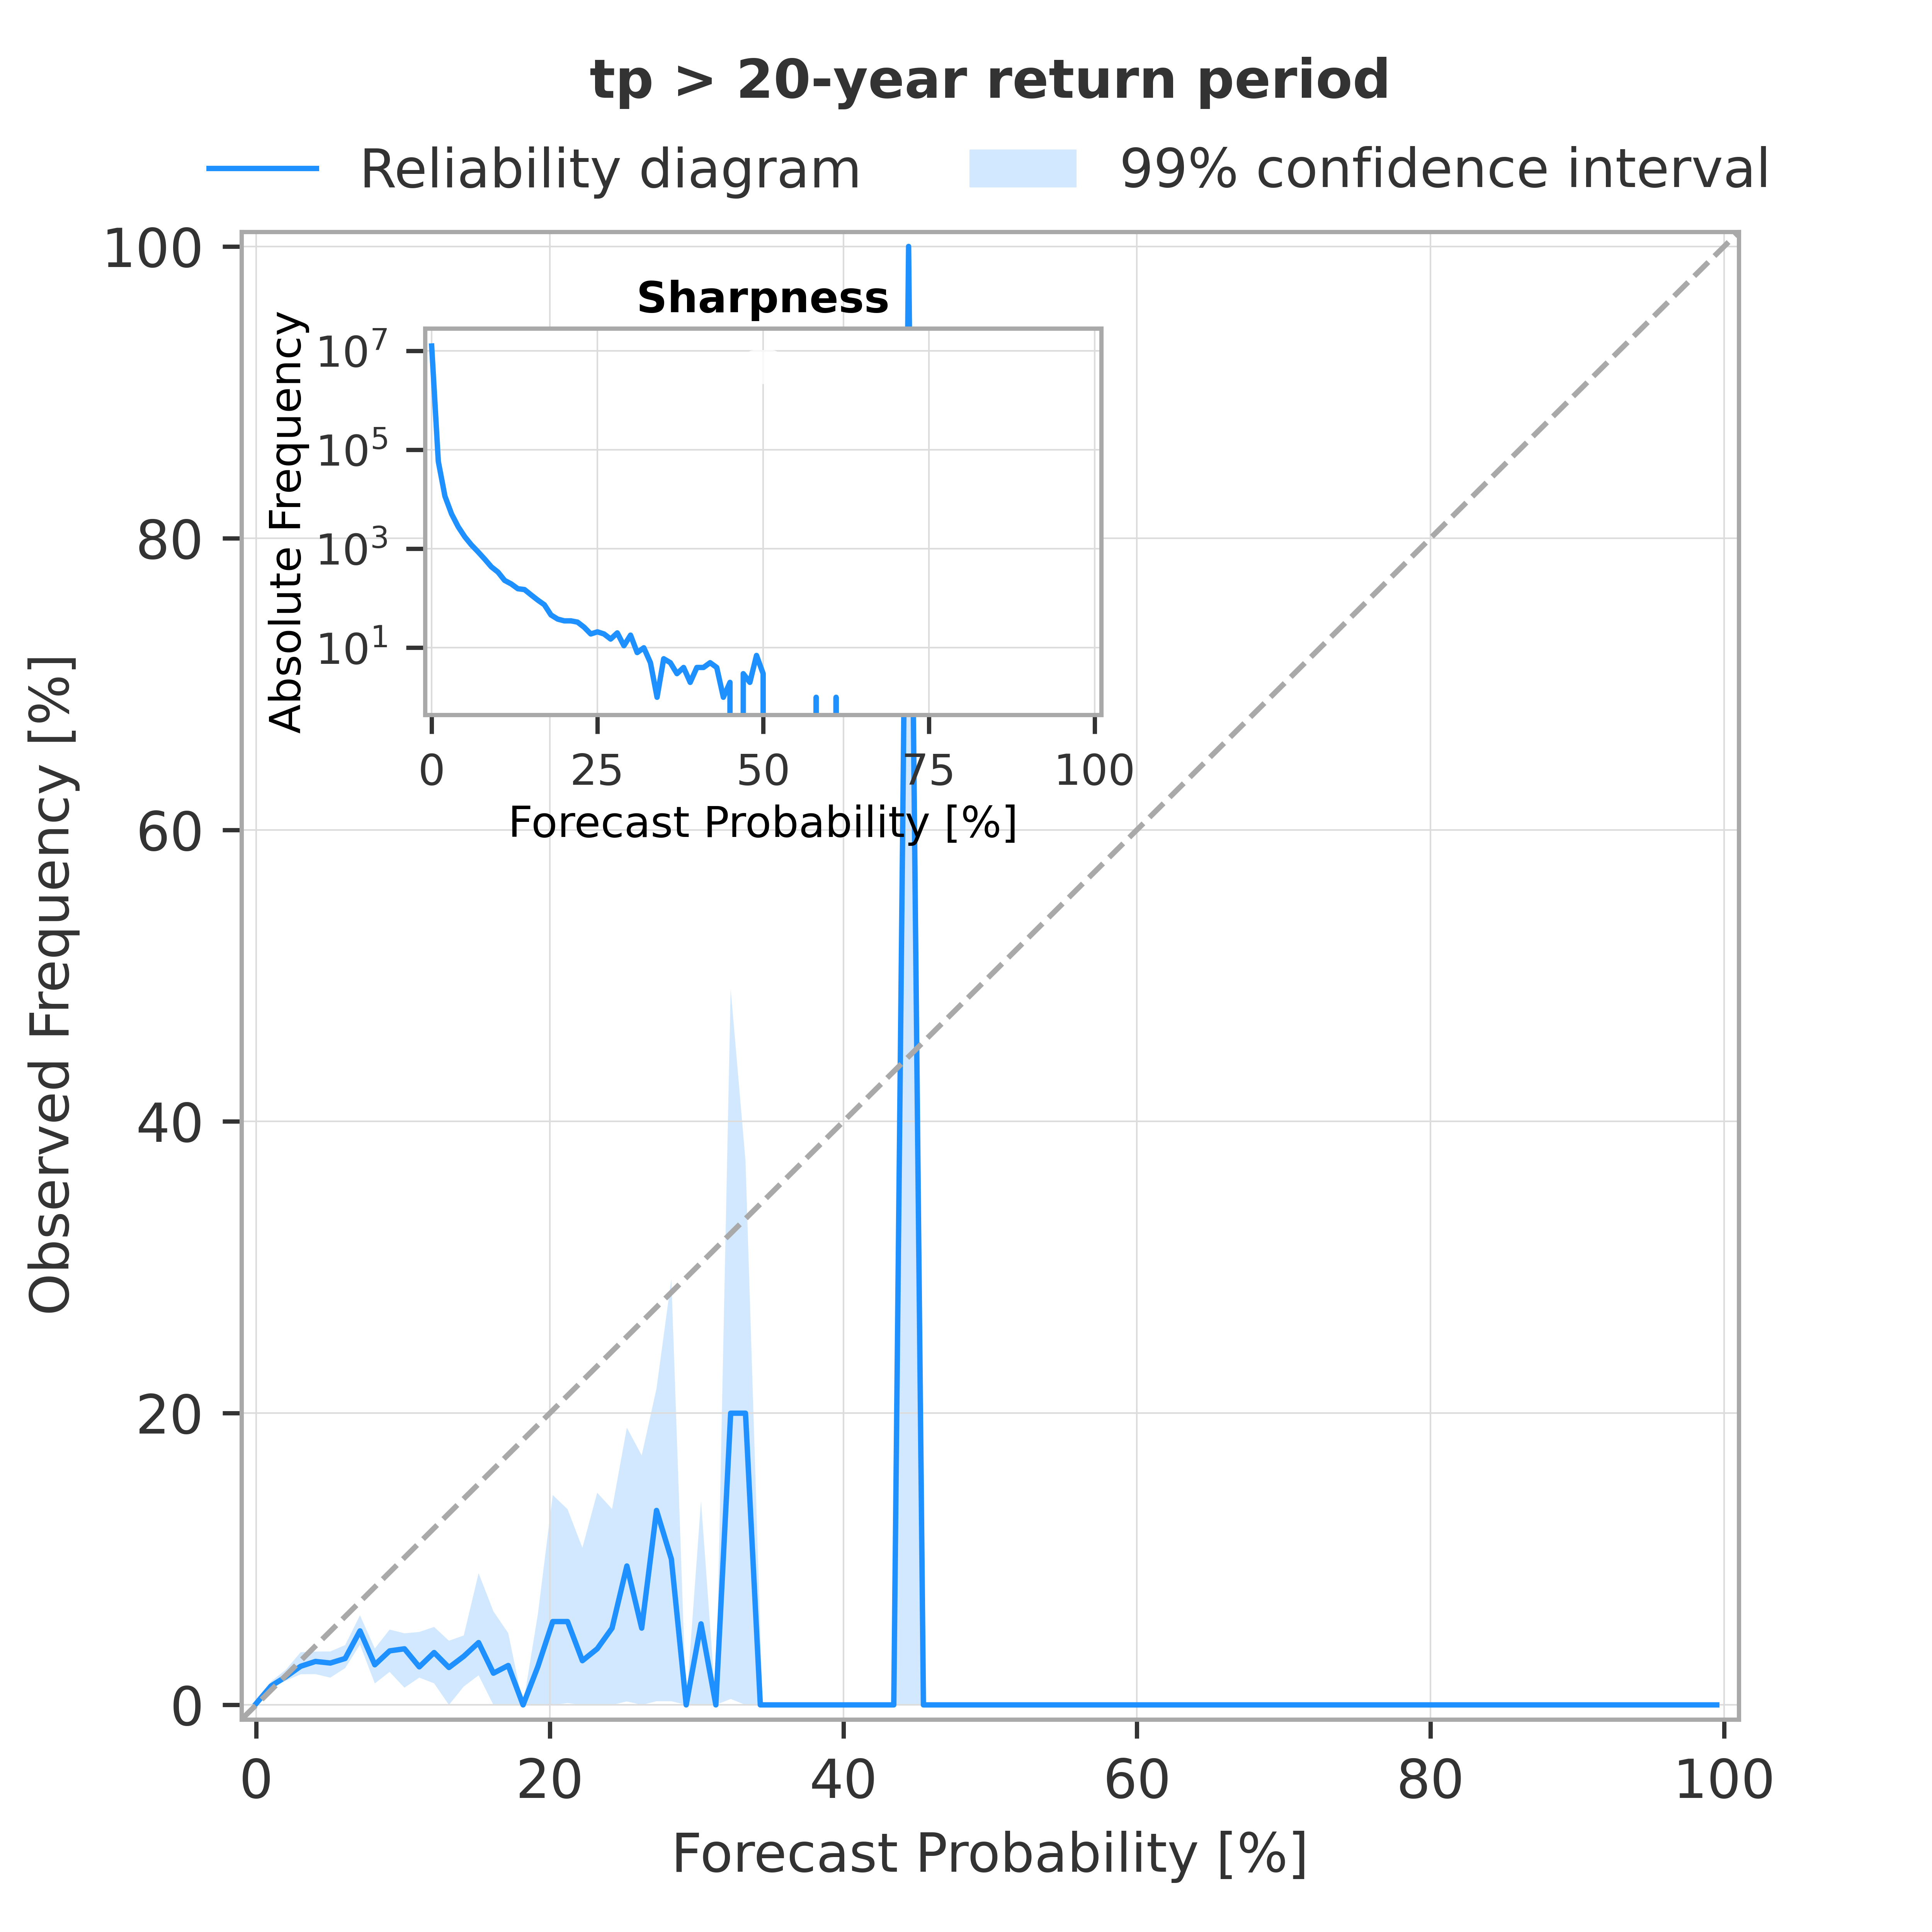 tp > 20-year return period
Reliability diagram
99% confidence interval
Observed Frequency [%]
100
80
60
40
20
0
Sharpness
Absolute Frequency
10⁷
10⁵
10³
10¹
0 25 50 75 100
Forecast Probability [%]
0 20 40 60 80 100
Forecast Probability [%]